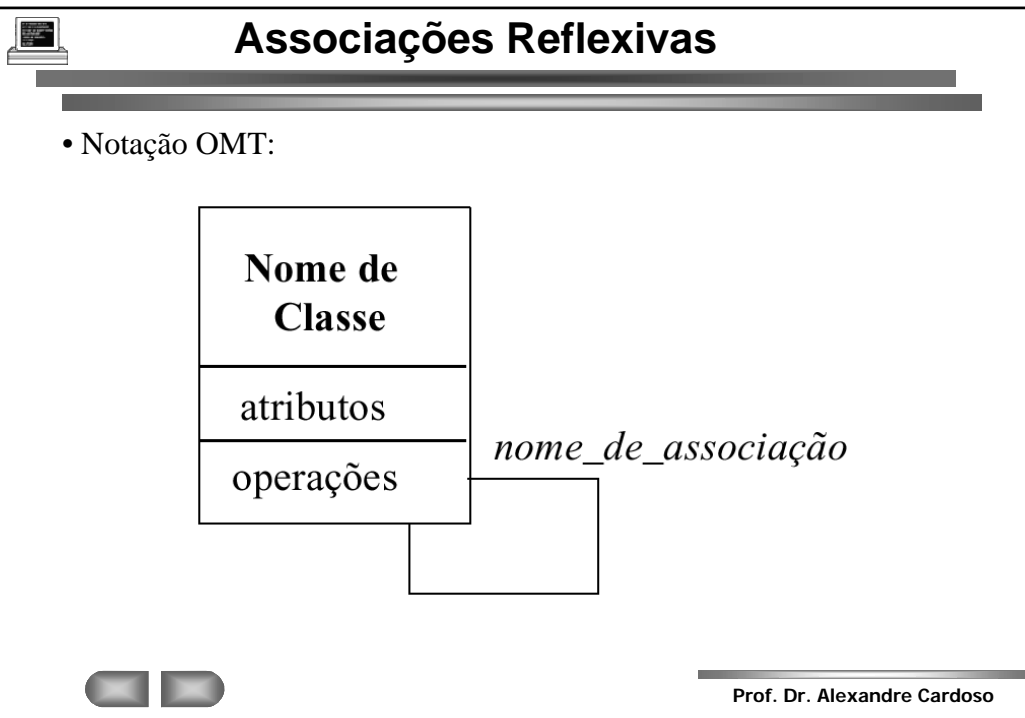 Associações Reflexivas
• Notação OMT:
Nome de
Classe
atributos
operações
nome_de_associação
Prof. Dr. Alexandre Cardoso